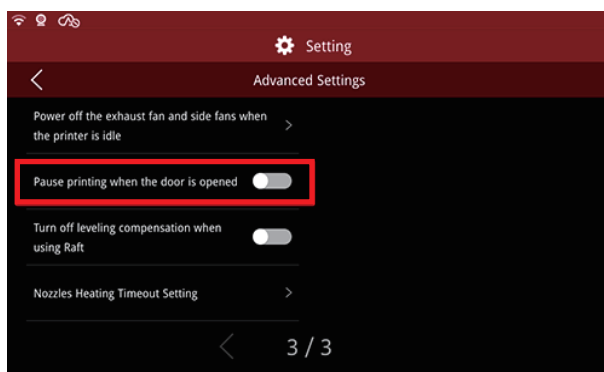 Setting
Advanced Settings
Power off the exhaust fan and side fans when
the printer is idle
Pause printing when the door is opened
Turn off leveling compensation when
using Raft
Nozzles Heating Timeout Setting
3 / 3